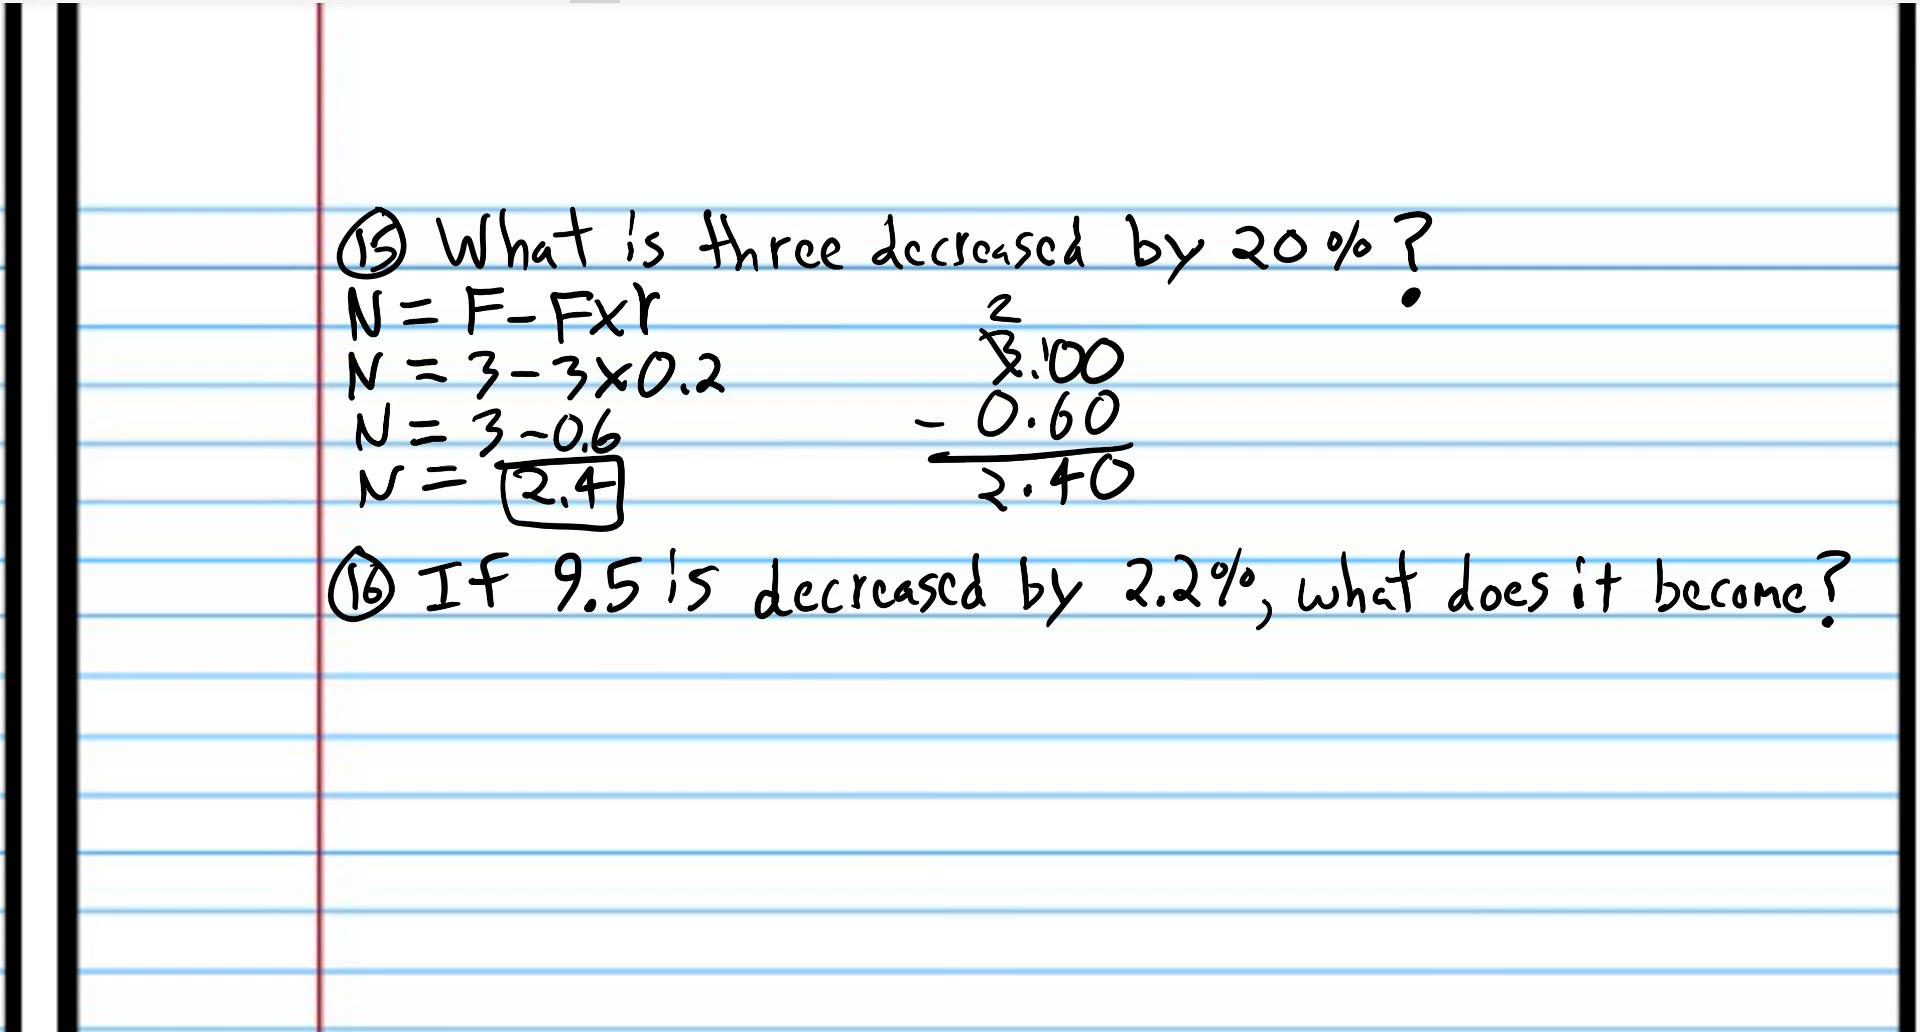 15 What is three decreased by 20%?
N = F - F×r
N = 3 - 3×0.2
N = 3 - 0.6
N = 2.4
2
3.100
- 0.60
2.40
16 If 9.5 is decreased by 2.2%, what does it become?